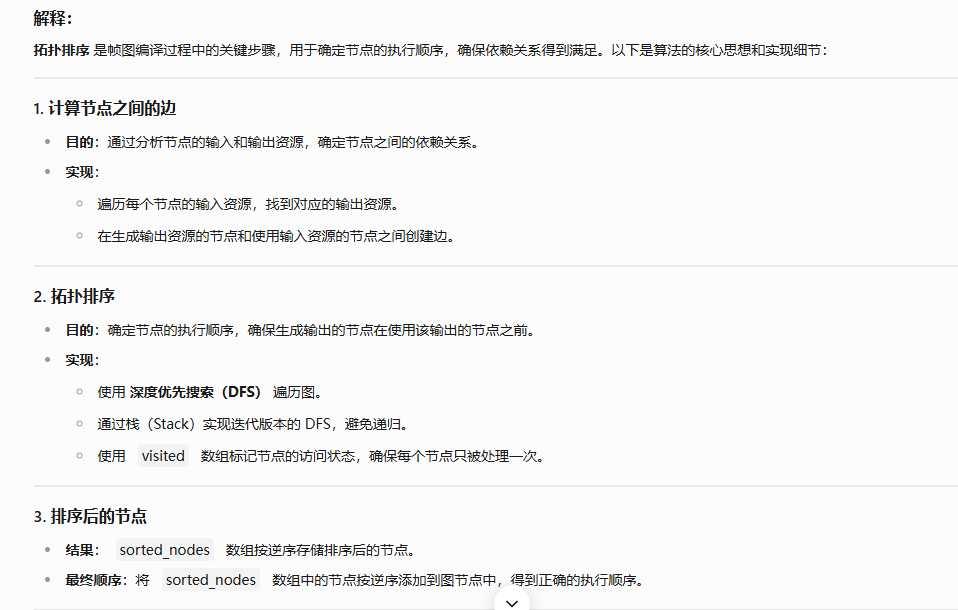 解释：
拓扑排序 是帧图编译过程中的关键步骤，用于确定节点的执行顺序，确保依赖关系得到满足。以下是算法的核心思想和实现细节：
1. 计算节点之间的边
目的：通过分析节点的输入和输出资源，确定节点之间的依赖关系。
实现：
遍历每个节点的输入资源，找到对应的输出资源。
在生成输出资源的节点和使用输入资源的节点之间创建边。
2. 拓扑排序
目的：确定节点的执行顺序，确保生成输出的节点在使用该输出的节点之前。
实现：
使用 深度优先搜索（DFS） 遍历图。
通过栈（Stack）实现迭代版本的 DFS，避免递归。
使用 visited 数组标记节点的访问状态，确保每个节点只被处理一次。
3. 排序后的节点
结果： sorted_nodes 数组按逆序存储排序后的节点。
最终顺序：将 sorted_nodes 数组中的节点按逆序添加到图节点中，得到正确的执行顺序。